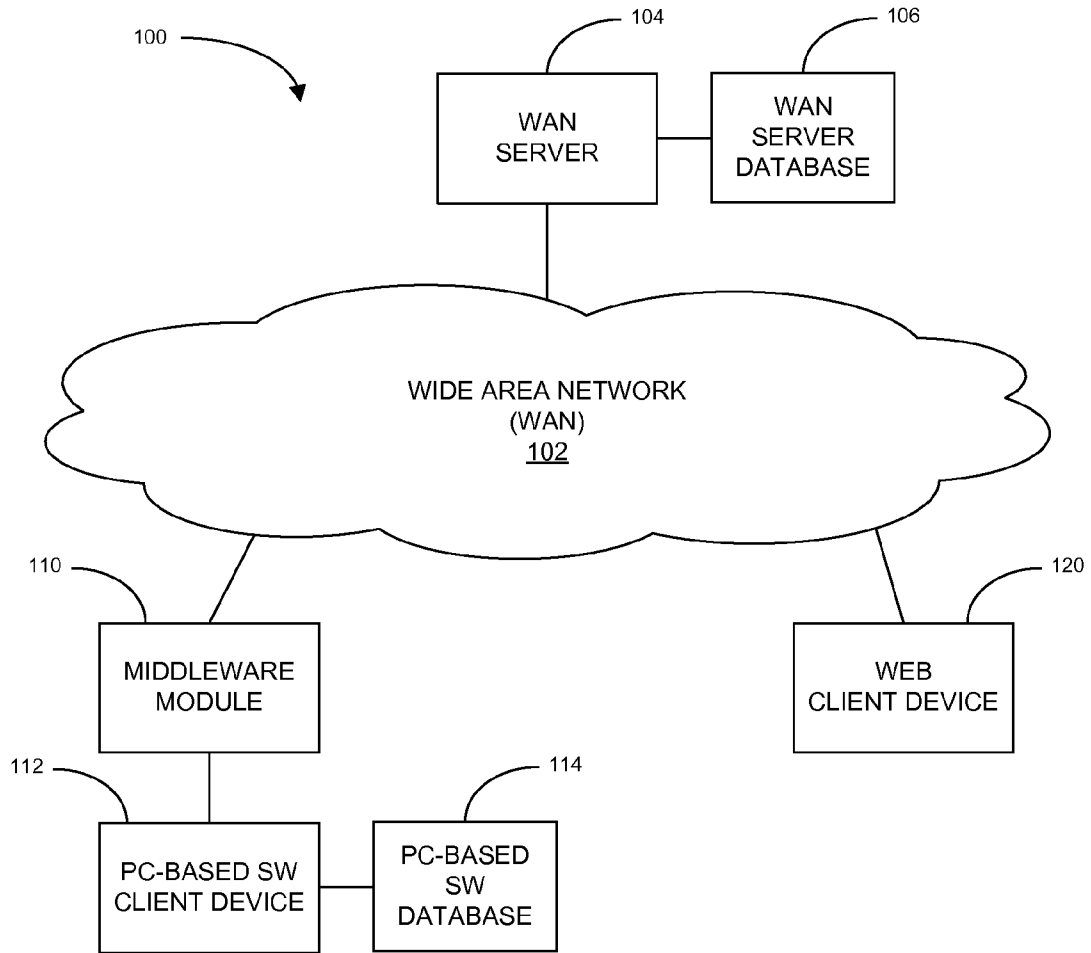 104
106
100
WAN
SERVER
WAN
SERVER
DATABASE
WIDE AREA NETWORK
(WAN)
102
110
120
MIDDLEWARE
MODULE
WEB
CLIENT DEVICE
112
114
PC-BASED SW
CLIENT DEVICE
PC-BASED
SW
DATABASE